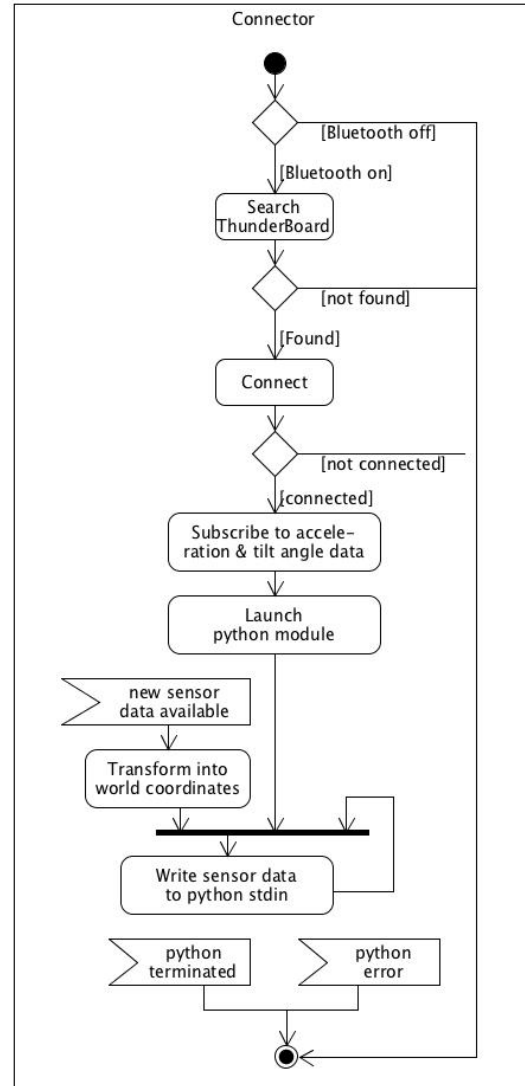 Connector
[Bluetooth off]
[Bluetooth on]
Search
ThunderBoard
[not found]
[Found]
Connect
[not connected]
[connected]
Subscribe to accele-
ration & tilt angle data
Launch
python module
new sensor
data available
Transform into
world coordinates
Write sensor data
to python stdin
python
terminated
python
error